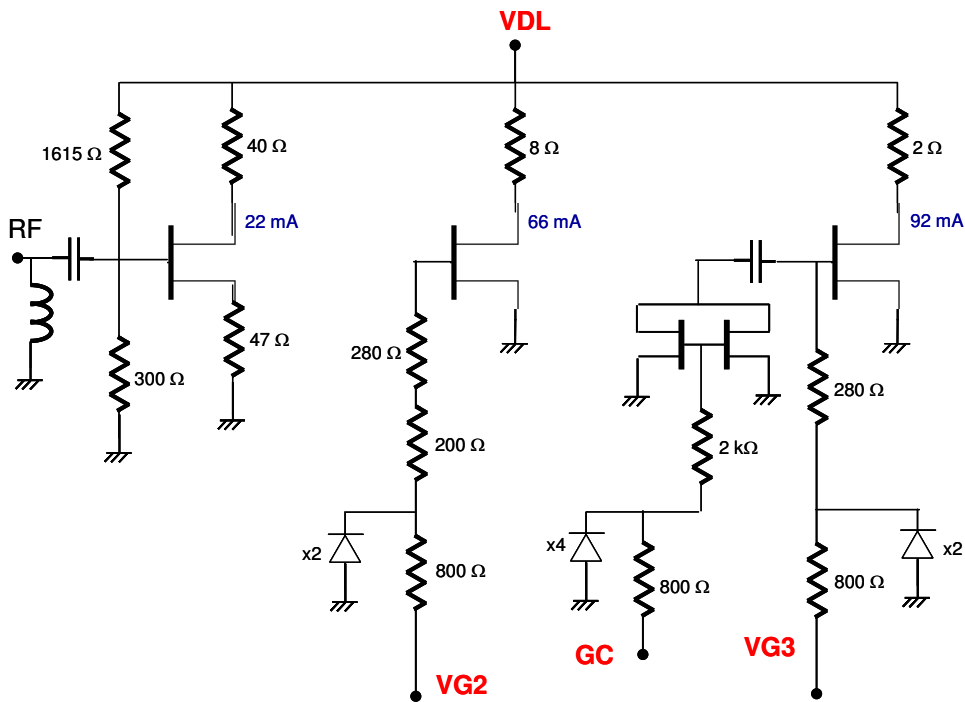 VDL
1615 Ω
40 Ω
8 Ω
2 Ω
RF
22 mA
66 mA
92 mA
47 Ω
300 Ω
280 Ω
280 Ω
200 Ω
2 kΩ
x2
800 Ω
x4
800 Ω
800 Ω
x2
VG2
GC
VG3